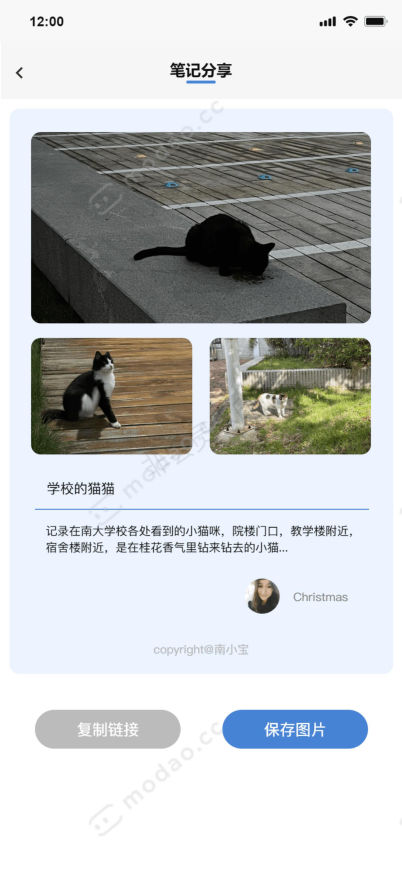 12:00
笔记分享
学校的猫猫
记录在南大学校各处看到的小猫咪，院楼门口，教学楼附近，
宿舍楼附近，是在桂花香气里钻来钻去的小猫...
Christmas
copyright@南小宝
复制链接
保存图片
modao.cc
modao.cc
modao.cc